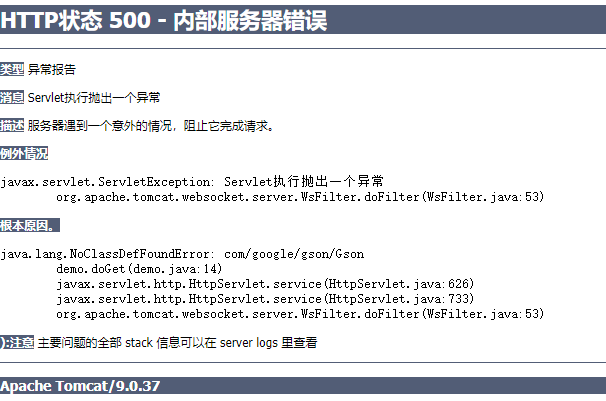 HTTP状态 500 - 内部服务器错误
类型 异常报告
消息 Servlet执行抛出一个异常
描述 服务器遇到一个意外的情况，阻止它完成请求。
例外情况
javax.servlet.ServletException: Servlet执行抛出一个异常
org.apache.tomcat.websocket.server.WsFilter.doFilter(WsFilter.java:53)
根本原因。
java.lang.NoClassDefFoundError: com/google/gson/Gson
demo.doGet(demo.java:14)
javax.servlet.http.HttpServlet.service(HttpServlet.java:626)
javax.servlet.http.HttpServlet.service(HttpServlet.java:733)
org.apache.tomcat.websocket.server.WsFilter.doFilter(WsFilter.java:53)
):注意 主要问题的全部 stack 信息可以在 server logs 里查看
Apache Tomcat/9.0.37